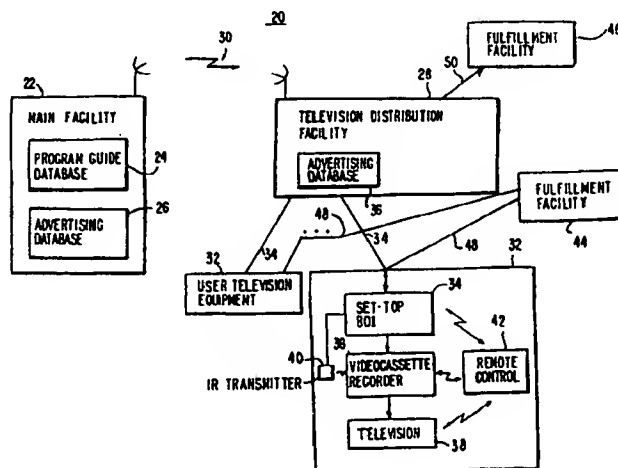 20
30
FULFILLMENT
FACILITY
46
50
22
28
MAIN FACILITY
TELEVISION DISTRIBUTION
FACILITY
24
PROGRAM GUIDE
DATABASE
ADVERTISING
DATABASE
36
26
ADVERTISING
DATABASE
FULFILLMENT
FACILITY
44
48
34
34
48
32
32
USER TELEVISION
EQUIPMENT
34
SET-TOP
BOI
42
38
40
VIDEOCASSETTE
RECORDER
REMOTE
CONTROL
IR TRANSMITTER
TELEVISION
38